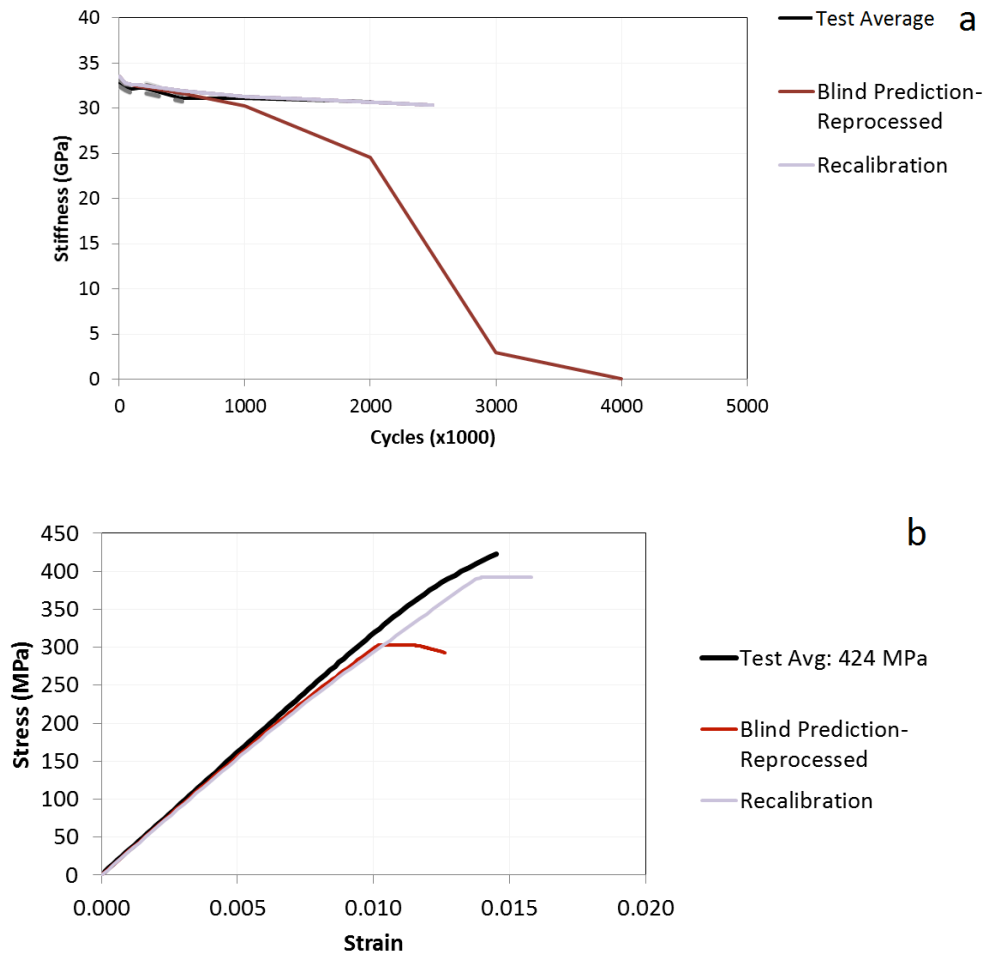 a
40
35
30
25
20
15
10
5
0
Stiffness (GPa)
0 1000 2000 3000 4000 5000
Cycles (x1000)
Test Average
Blind Prediction-
Reprocessed
Recalibration
b
450
400
350
300
250
200
150
100
50
0
Stress (MPa)
0.000 0.005 0.010 0.015 0.020
Strain
Test Avg: 424 MPa
Blind Prediction-
Reprocessed
Recalibration